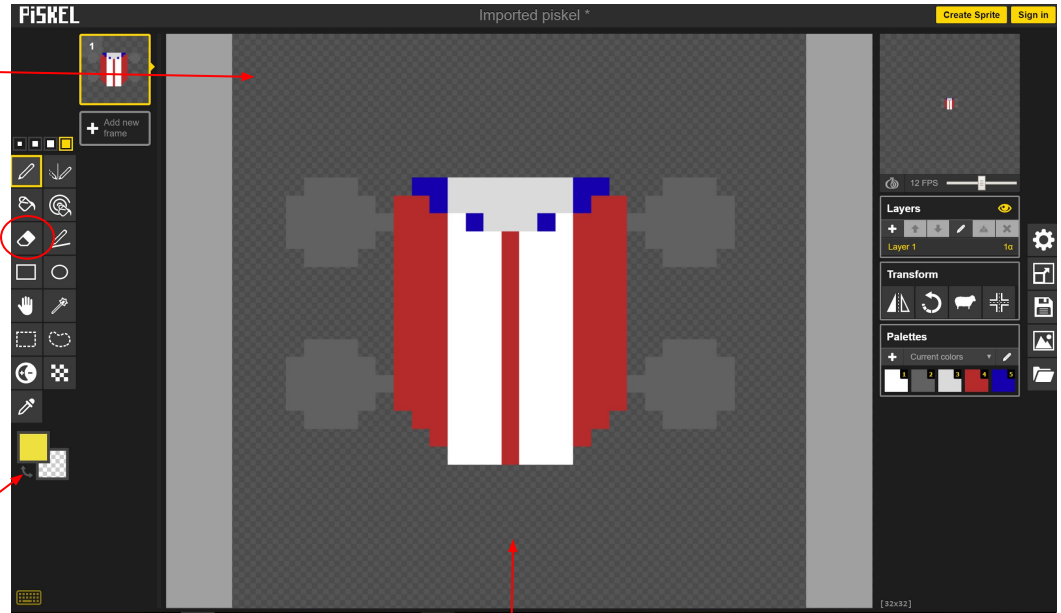 PiSKEL
Imported piskel *
Create Sprite
Sign in
1
Add new
frame
12 FPS
Layers
Layer 1
1α
Transform
Palettes
Current colors
1
2
3
4
5
[32x32]